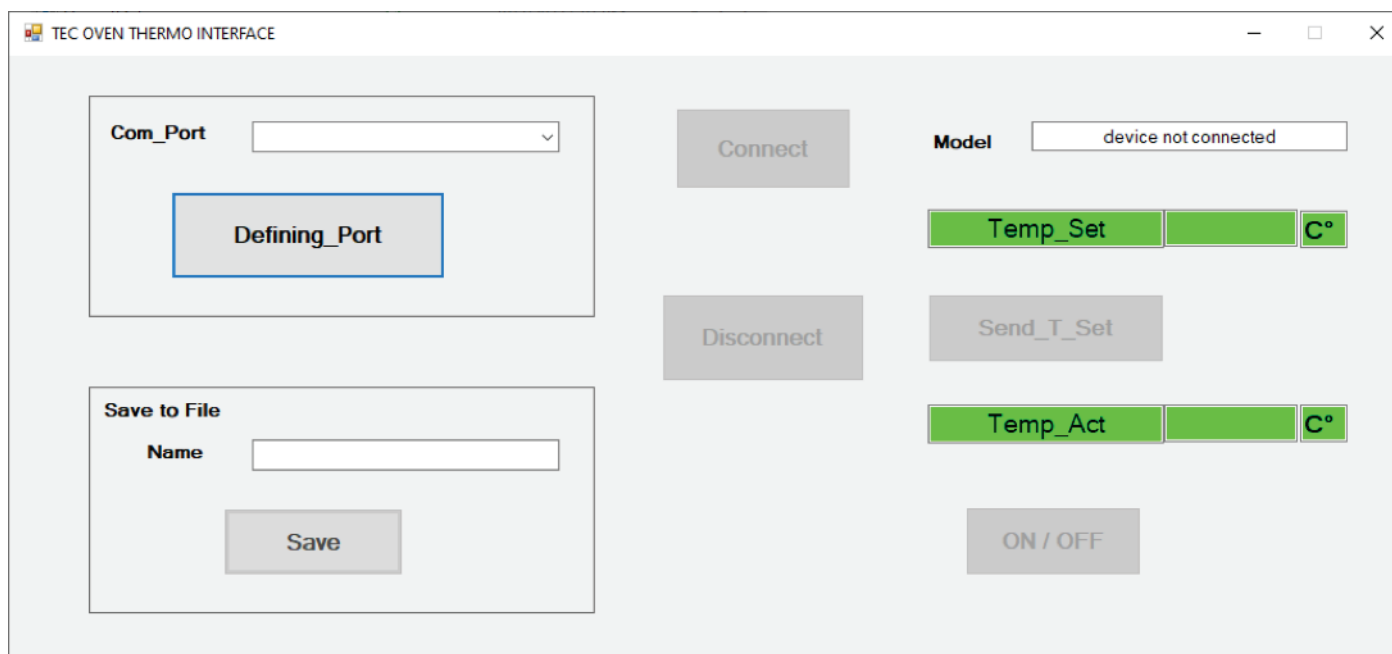 TEC OVEN THERMO INTERFACE
Com_Port
Defining_Port
Save to File
Name
Save
Connect
Disconnect
Model device not connected
Temp_Set C°
Send_T_Set
Temp_Act C°
ON / OFF